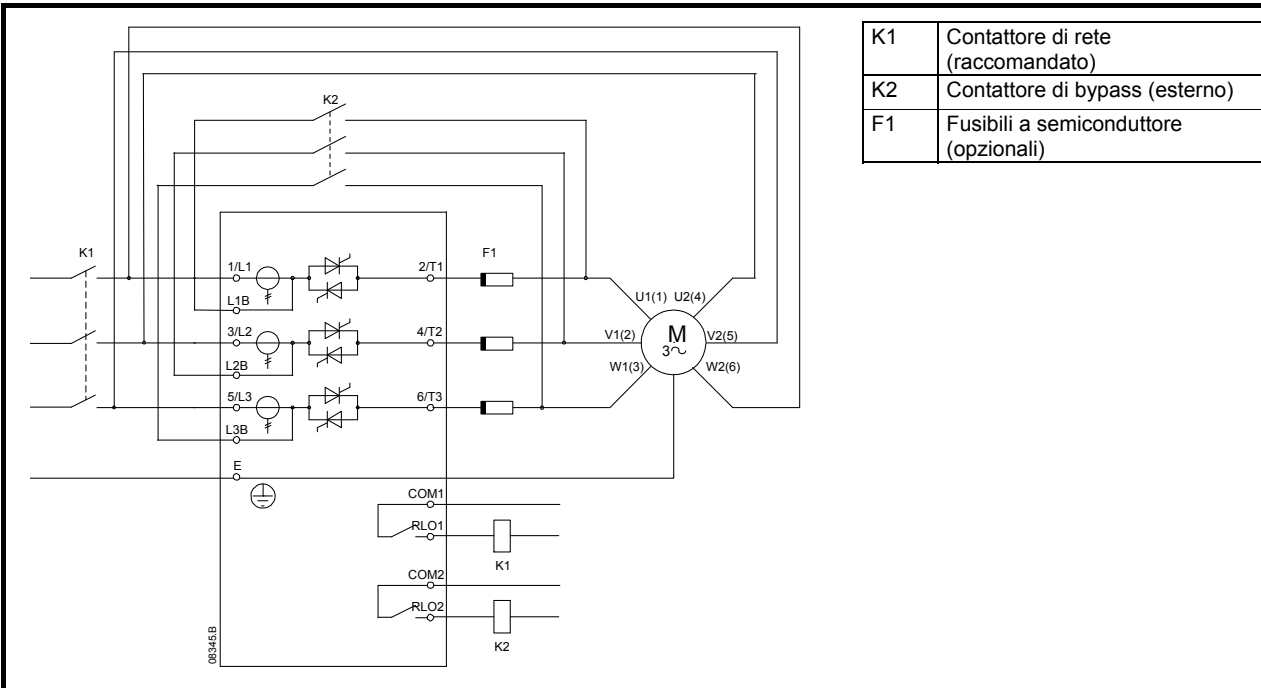 K1 Contattore di rete
(raccomandato)
K2 Contattore di bypass (esterno)
F1 Fusibili a semiconduttore
(opzionali)
K2
K1
F1
1/L1
2/T1
L1B
U1(1) U2(4)
3/L2
4/T2
V1(2)
M
3~
V2(5)
L2B
W1(3)
W2(6)
5/L3
6/T3
L3B
E
COM1
RLO1
K1
COM2
RLO2
K2
08345.B